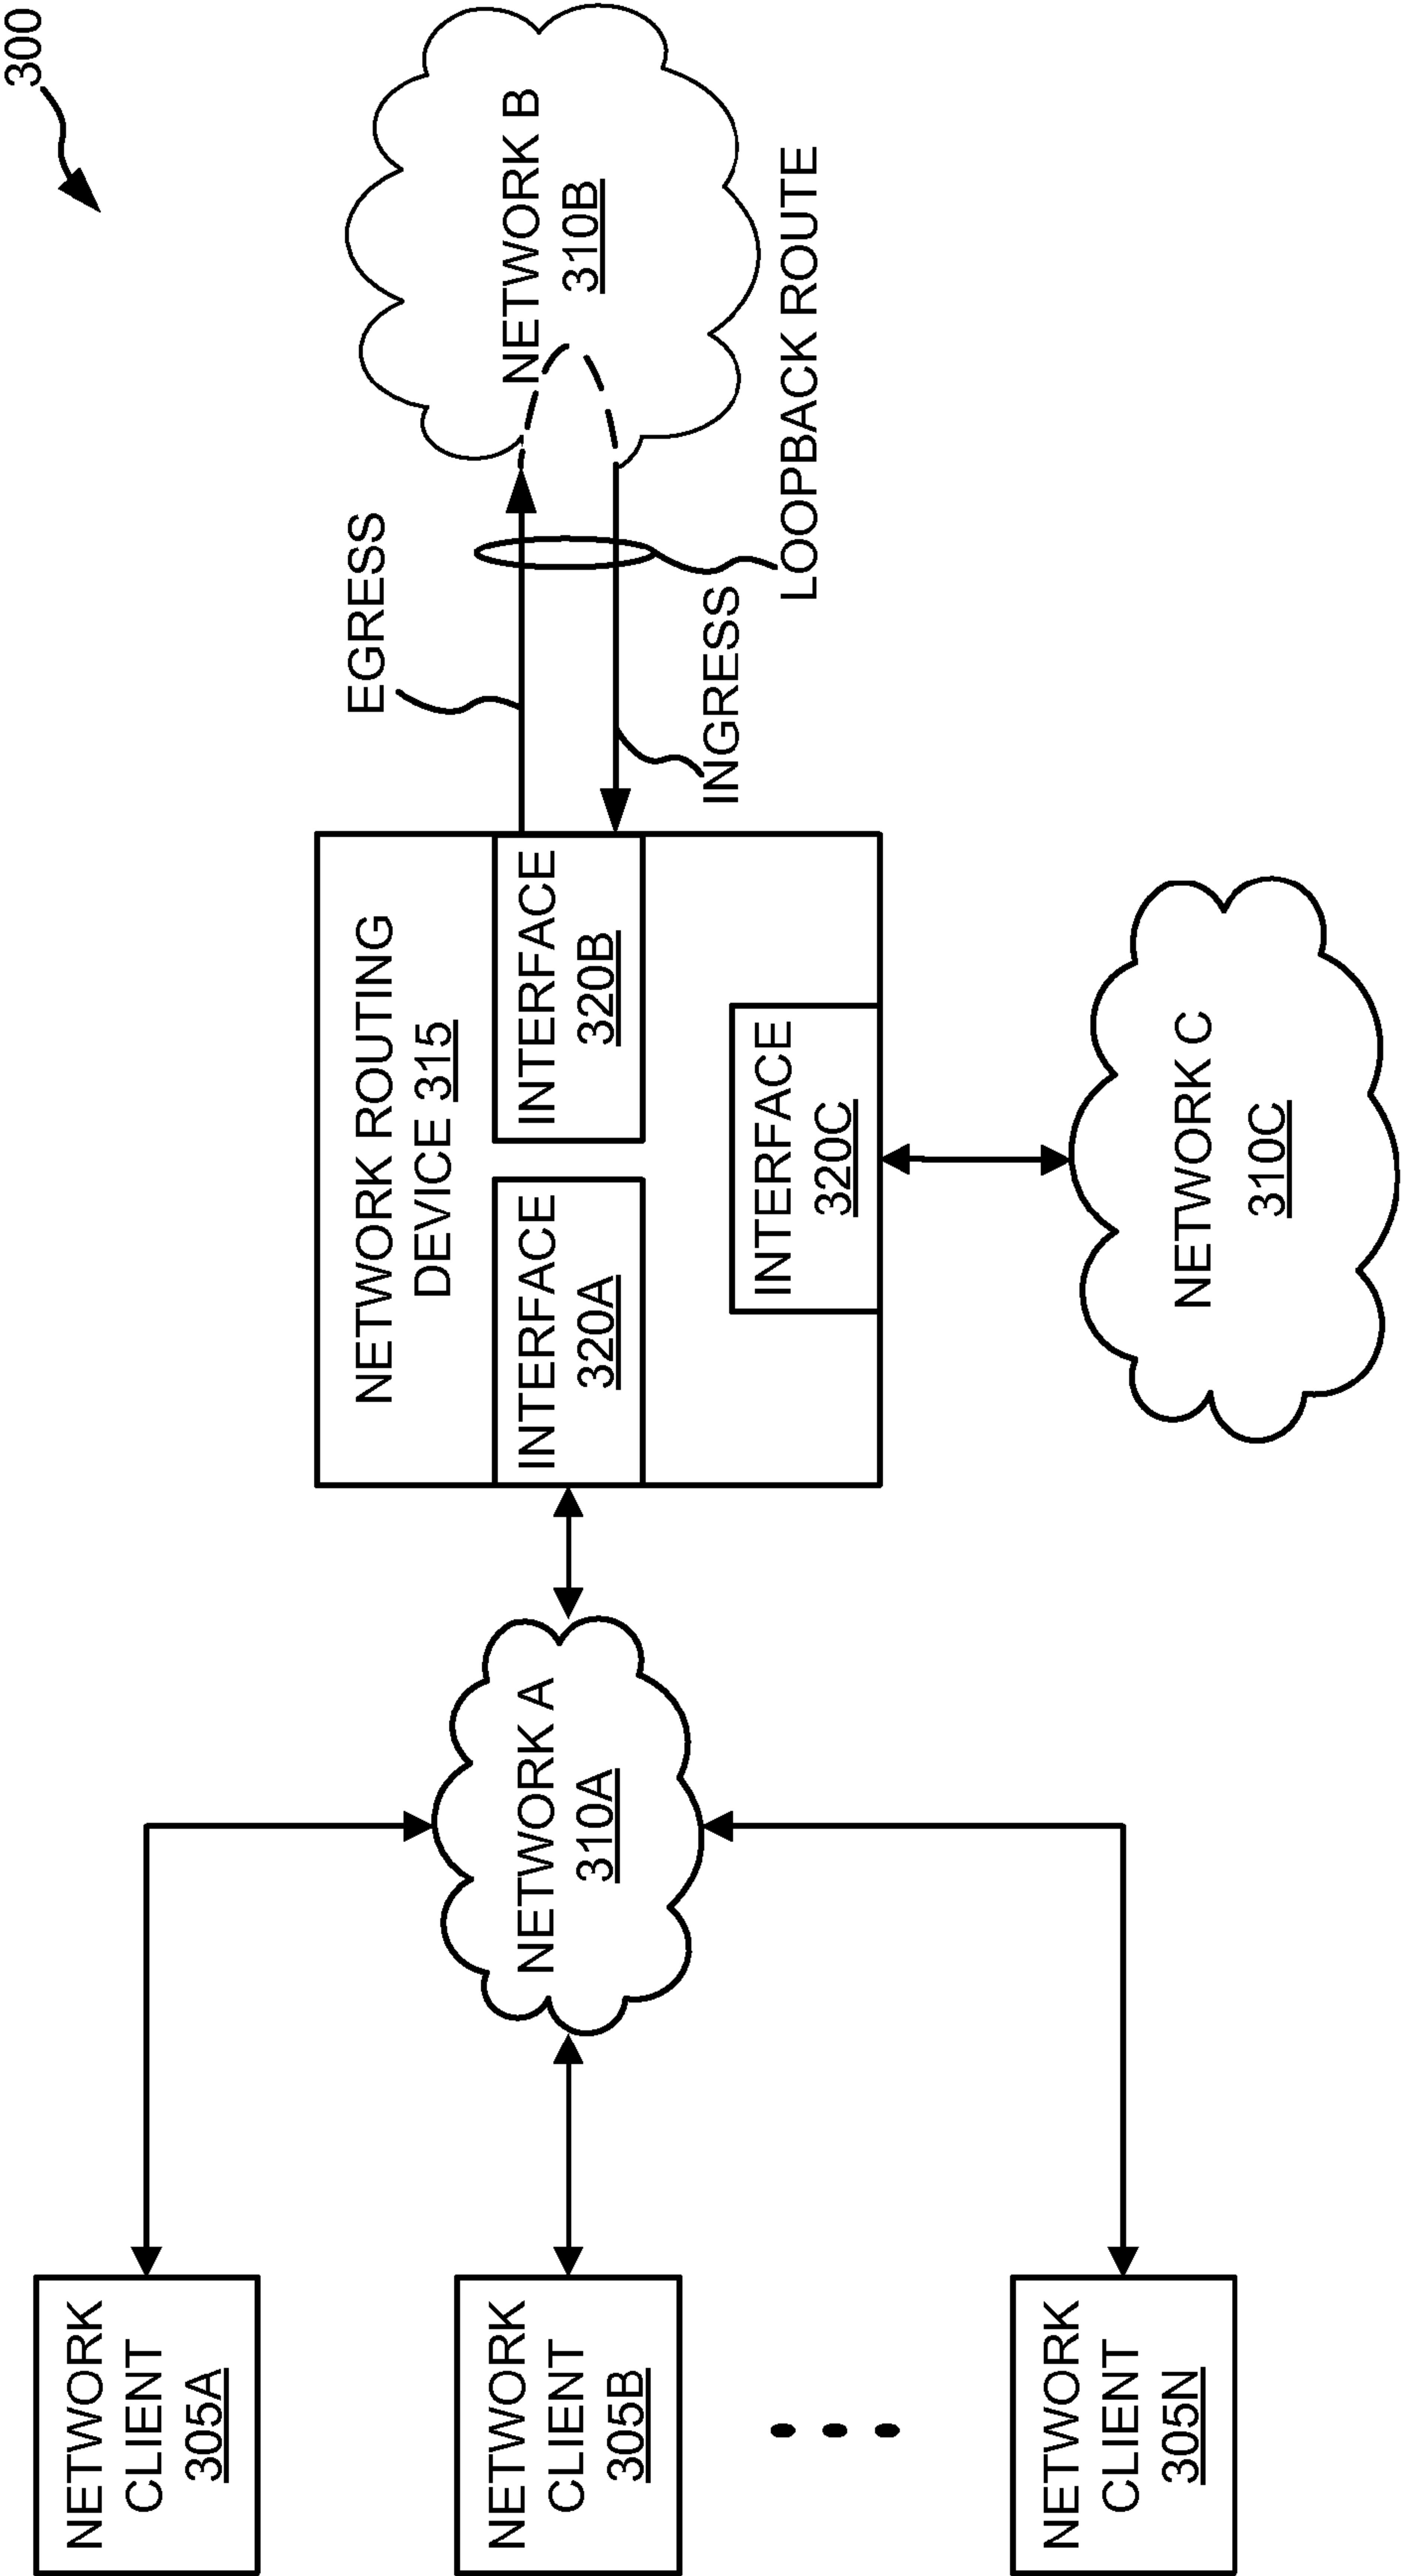 300
NETWORK CLIENT
305A
NETWORK CLIENT
305B
NETWORK CLIENT
305N
NETWORK A
310A
NETWORK ROUTING
DEVICE 315
INTERFACE
320A
INTERFACE
320B
INTERFACE
320C
EGRESS
INGRESS
LOOPBACK ROUTE
NETWORK B
310B
NETWORK C
310C